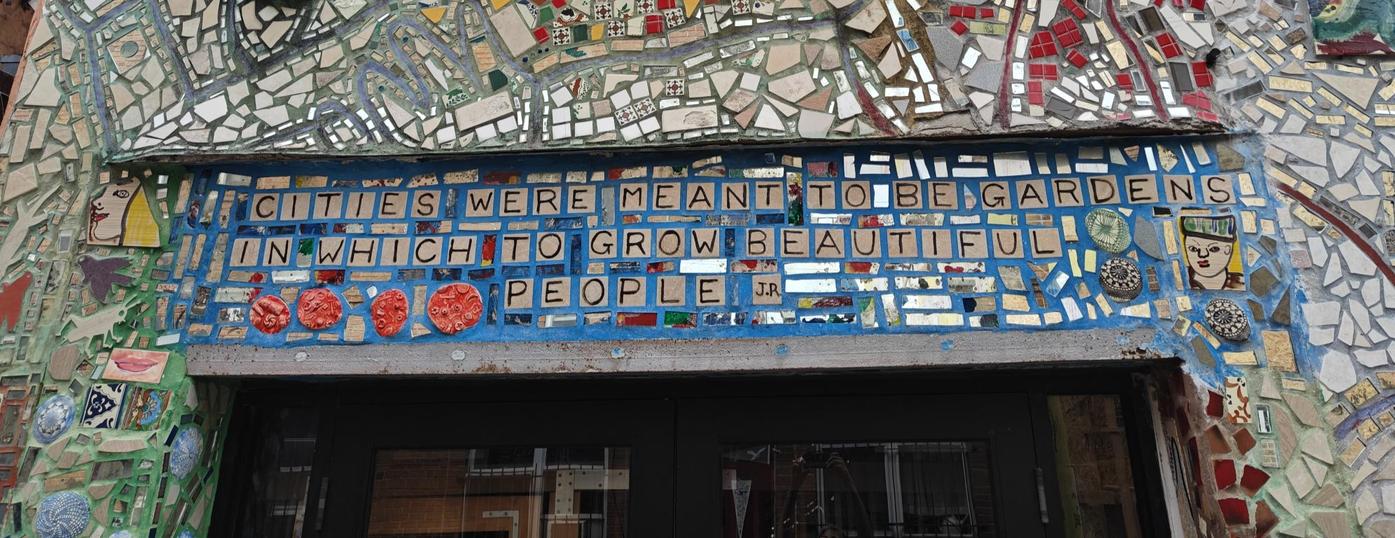 CITIES WERE MEANT TO BE GARDENS
IN WHICH TO GROW BEAUTIFUL
PEOPLE J.R